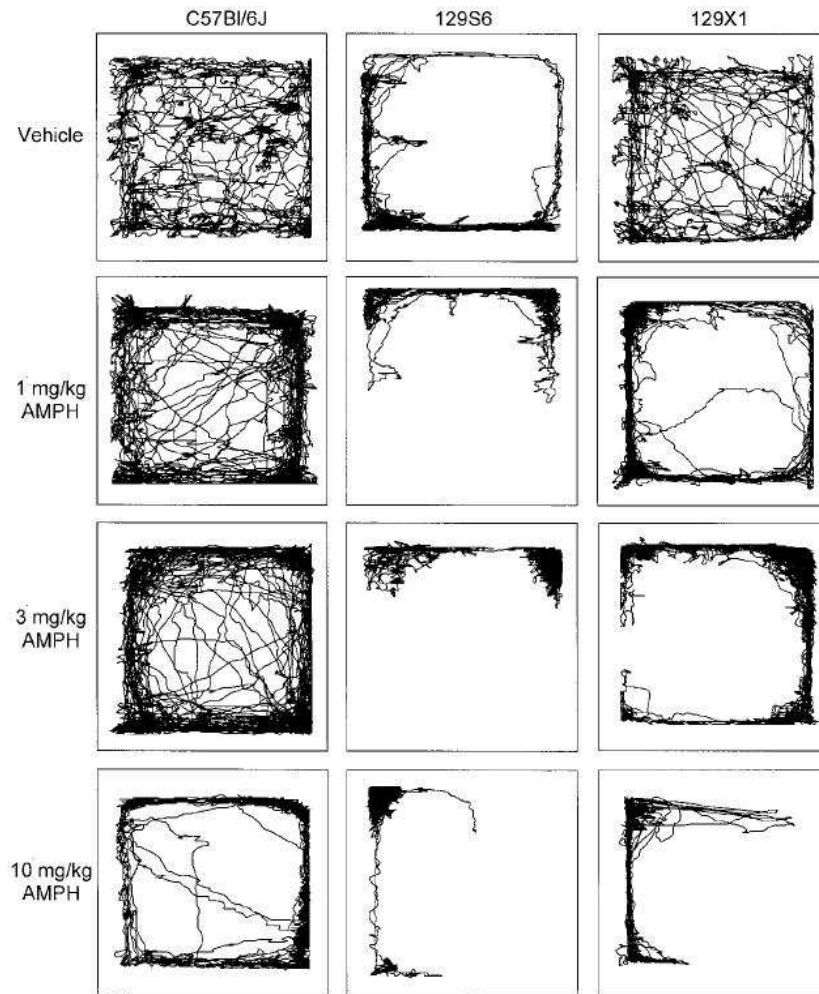 C57Bl/6J 129S6 129X1
Vehicle
1 mg/kg
AMPH
3 mg/kg
AMPH
10 mg/kg
AMPH